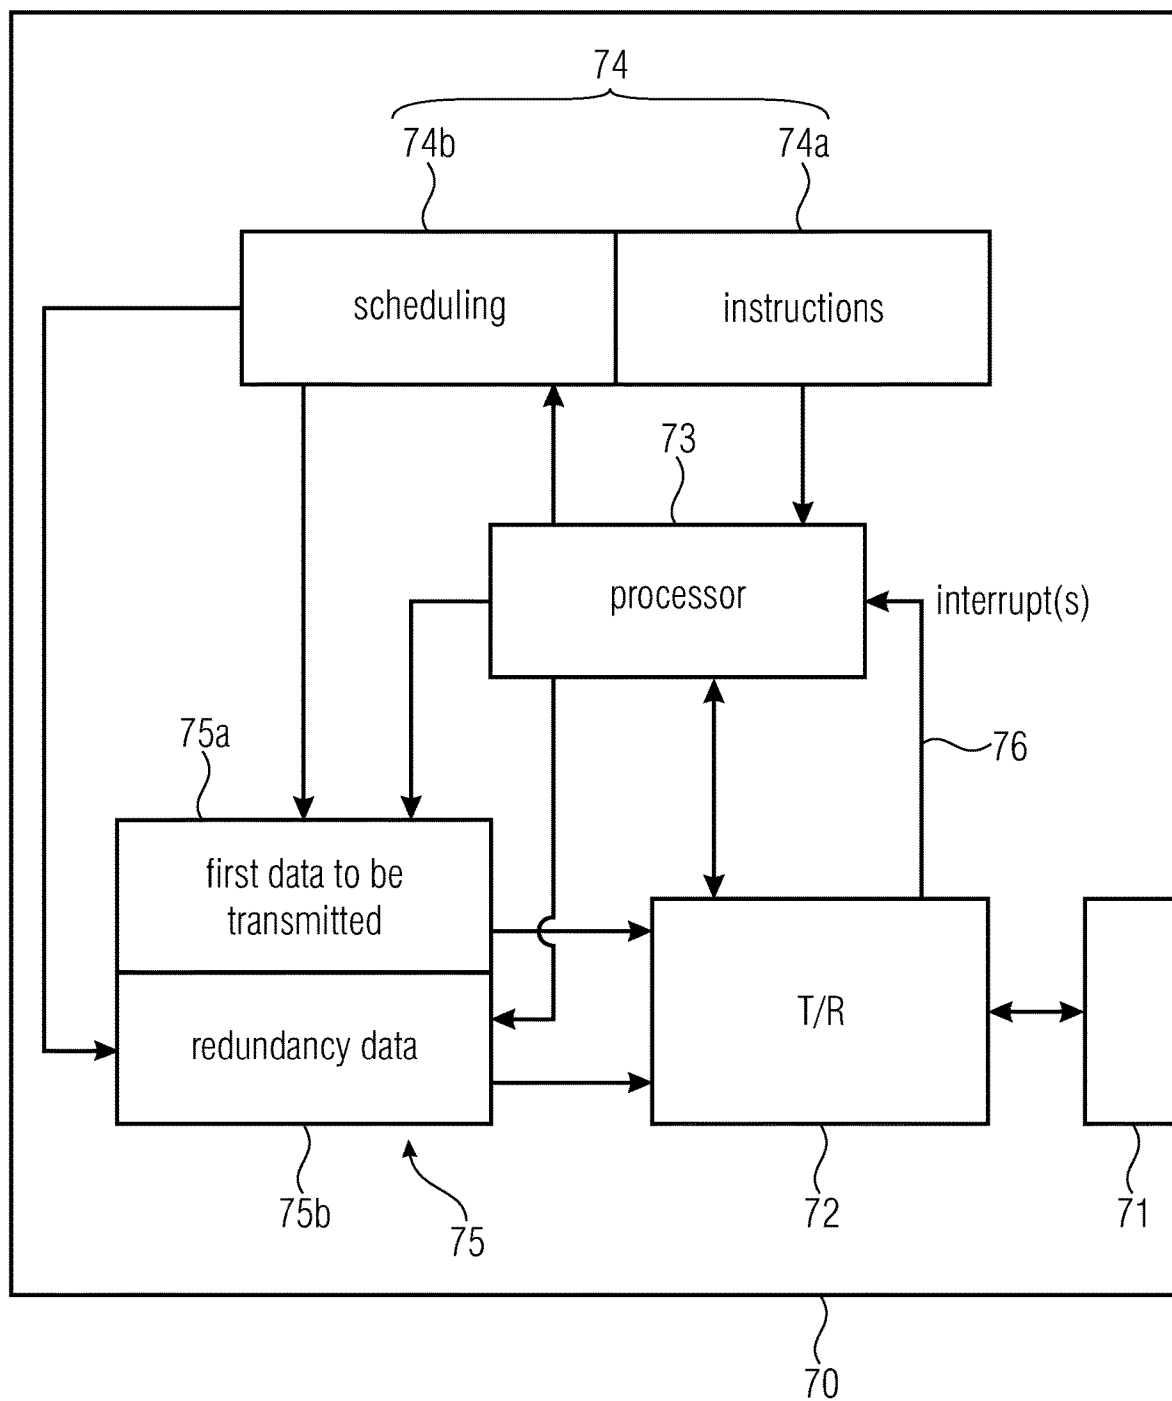 74
74b
74a
scheduling
instructions
73
processor
interrupt(s)
75a
76
first data to be
transmitted
T/R
redundancy data
75b
75
72
71
70